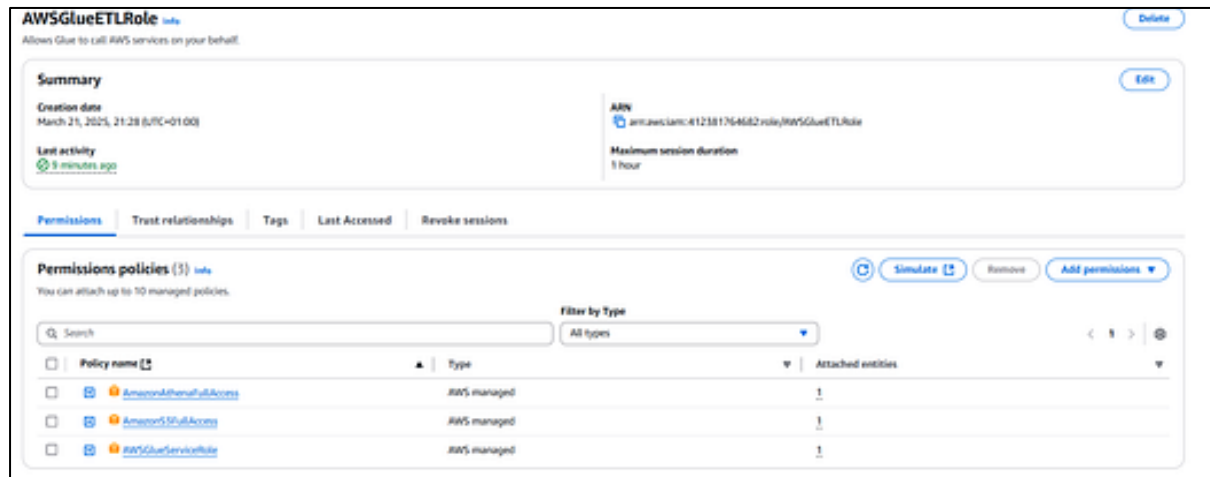 AWSGlueETLRole Info
Delete
Allows Glue to call AWS services on your behalf.
Summary
Edit
Creation date
March 21, 2025, 21:28 (UTC+01:00)
ARN
arn:aws:iam::412381764682:role/AWSGlueETLRole
Last activity
9 minutes ago
Maximum session duration
1 hour
Permissions Trust relationships Tags Last Accessed Revoke sessions
Permissions policies (3) Info
Simulate Remove Add permissions
You can attach up to 10 managed policies.
Filter by Type
Search All types 1
Policy name Type Attached entities
AmazonAthenaFullAccess AWS managed 1
AmazonS3FullAccess AWS managed 1
AWSGlueServiceRole AWS managed 1